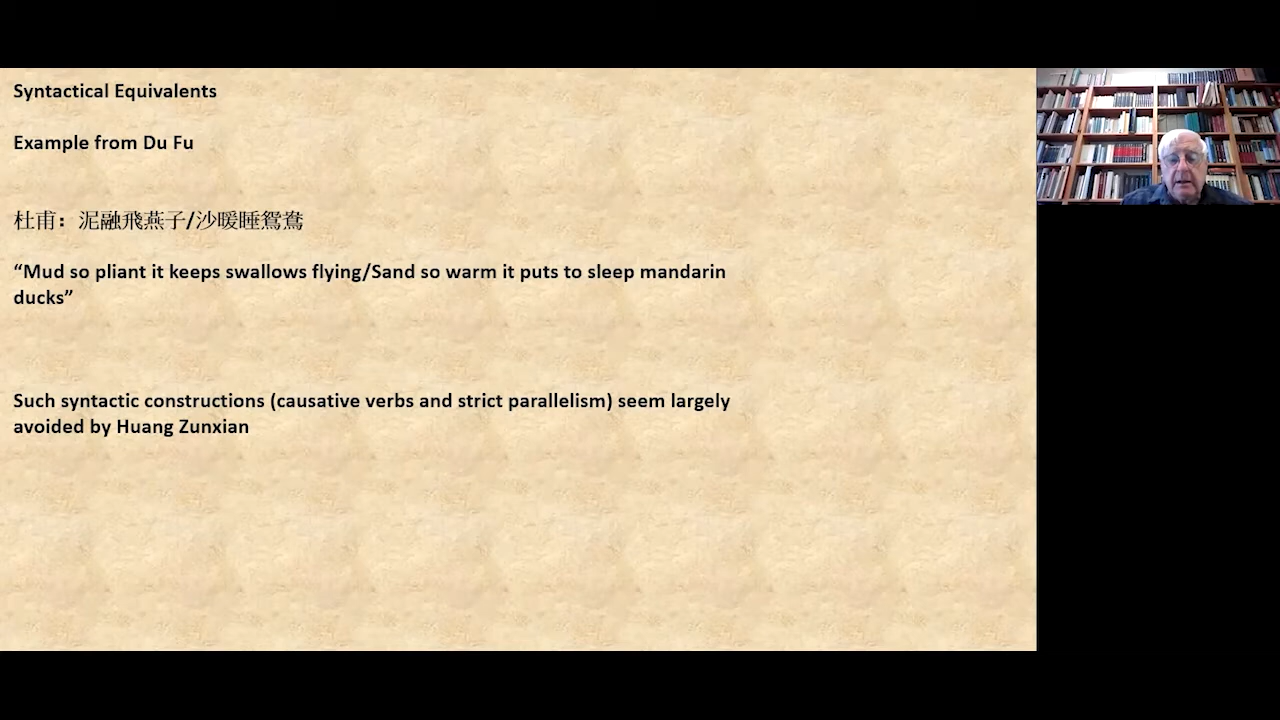 Syntactical Equivalents
Example from Du Fu
杜甫：泥融飛燕子/沙暖睡鴛鴦
“Mud so pliant it keeps swallows flying/Sand so warm it puts to sleep mandarin
ducks”
Such syntactic constructions (causative verbs and strict parallelism) seem largely
avoided by Huang Zunxian